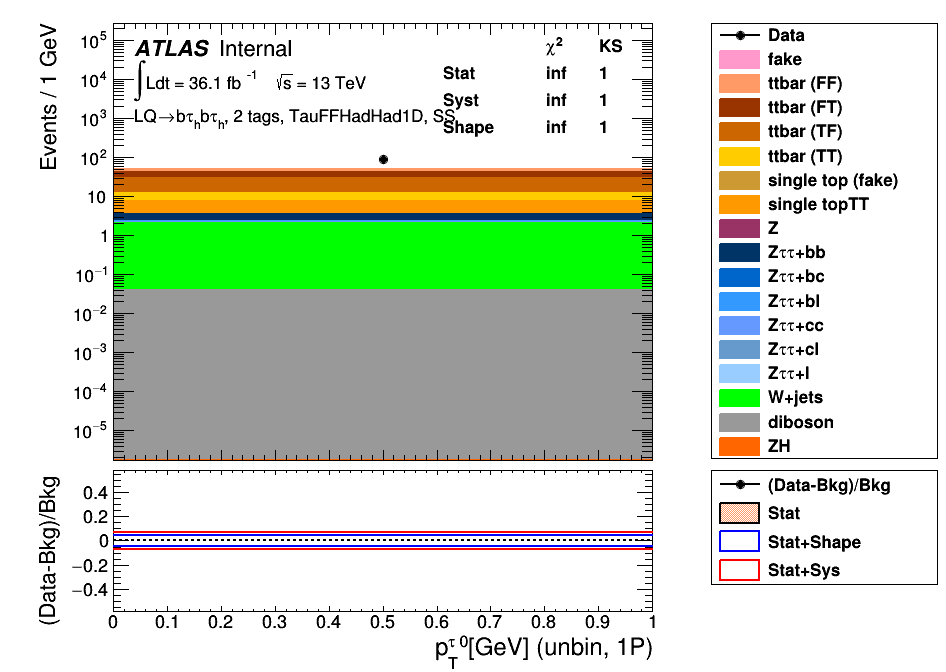 Events / 1 GeV
10⁵
10⁴
10³
10²
10
1
10⁻¹
10⁻²
10⁻³
10⁻⁴
10⁻⁵
ATLAS Internal
∫Ldt = 36.1 fb⁻¹ √s = 13 TeV
LQ→bτₕbτₕ, 2 tags, TauFFHadHad1D, SS,
χ² KS
Stat inf 1
Syst inf 1
Shape inf 1
Data
fake
ttbar (FF)
ttbar (FT)
ttbar (TF)
ttbar (TT)
single top (fake)
single topTT
Z
Zττ+bb
Zττ+bc
Zττ+bl
Zττ+cc
Zττ+cl
Zττ+l
W+jets
diboson
ZH
(Data-Bkg)/Bkg
0.4
0.2
0
−0.2
−0.4
0 0.1 0.2 0.3 0.4 0.5 0.6 0.7 0.8 0.9 1
p_T^{τ 0}[GeV] (unbin, 1P)
(Data-Bkg)/Bkg
Stat
Stat+Shape
Stat+Sys